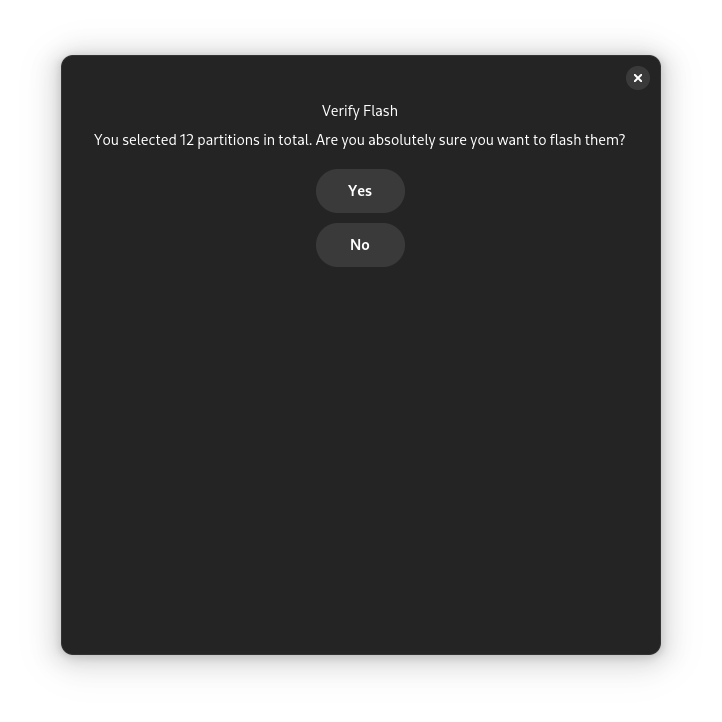 Verify Flash
You selected 12 partitions in total. Are you absolutely sure you want to flash them?
Yes
No